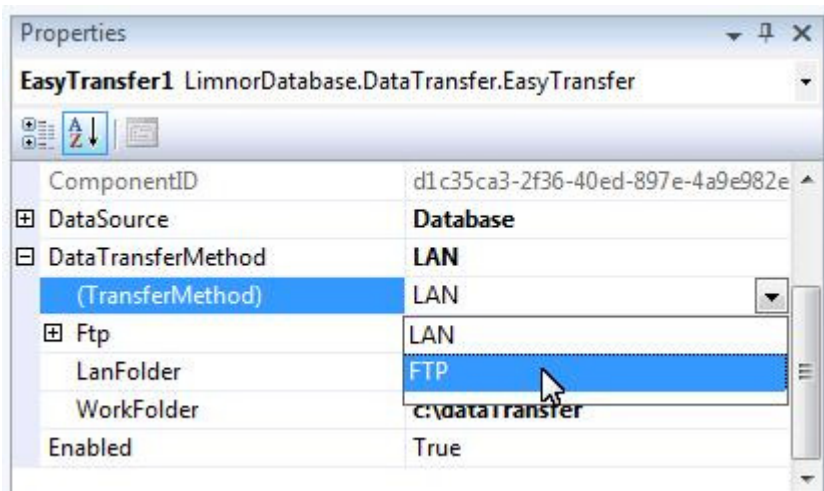 Properties
EasyTransfer1 LimnorDatabase.DataTransfer.EasyTransfer
ComponentID d1c35ca3-2f36-40ed-897e-4a9e982e
DataSource Database
DataTransferMethod LAN
(TransferMethod) LAN
Ftp LAN
LanFolder FTP
WorkFolder c:\dataTransfer
Enabled True